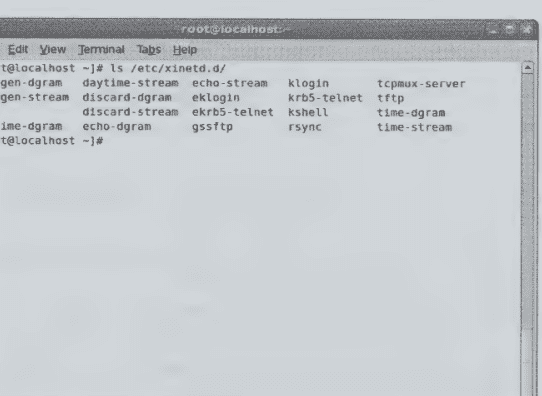 root@localhost:~
Edit View Terminal Tabs Help
t@localhost ~]# ls /etc/xinetd.d/
gen-dgram daytime-stream echo-stream klogin tcpmux-server
gen-stream discard-dgram eklogin krb5-telnet tftp
discard-stream ekrb5-telnet kshell time-dgram
ime-dgram echo-dgram gssftp rsync time-stream
t@localhost ~]#